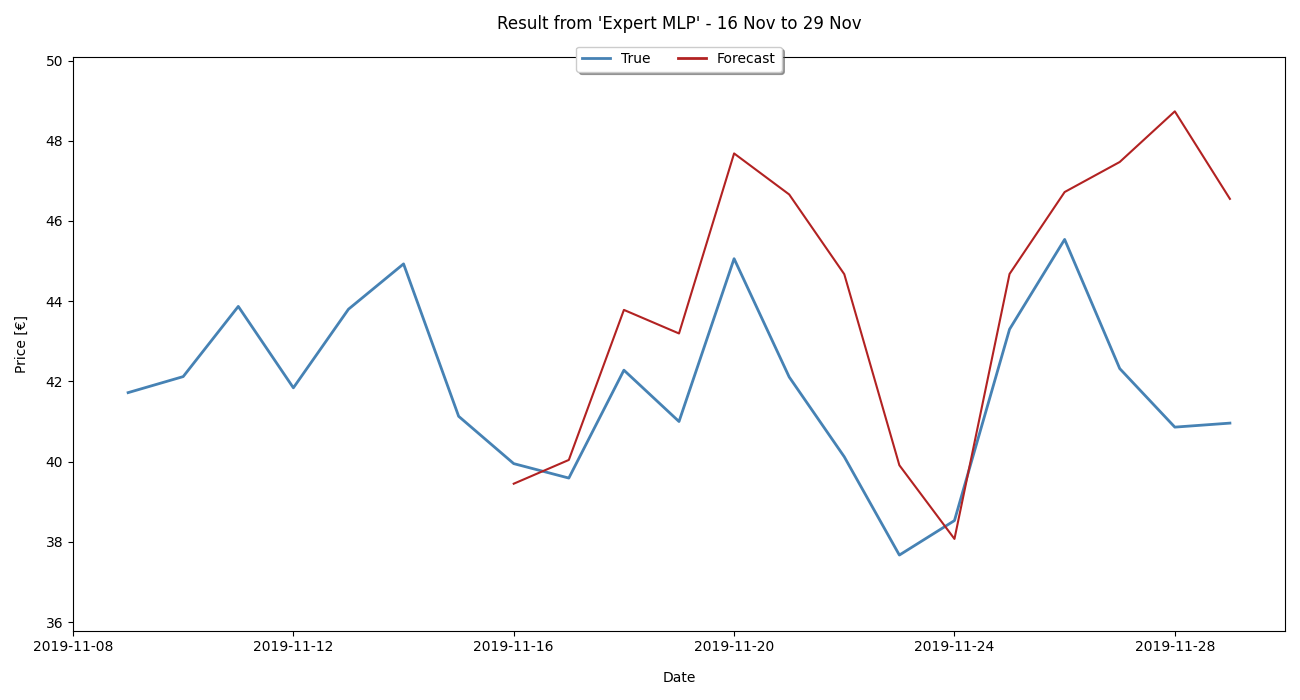 Result from 'Expert MLP' - 16 Nov to 29 Nov
True
Forecast
Price [€]
50
48
46
44
42
40
38
36
2019-11-08
2019-11-12
2019-11-16
2019-11-20
2019-11-24
2019-11-28
Date